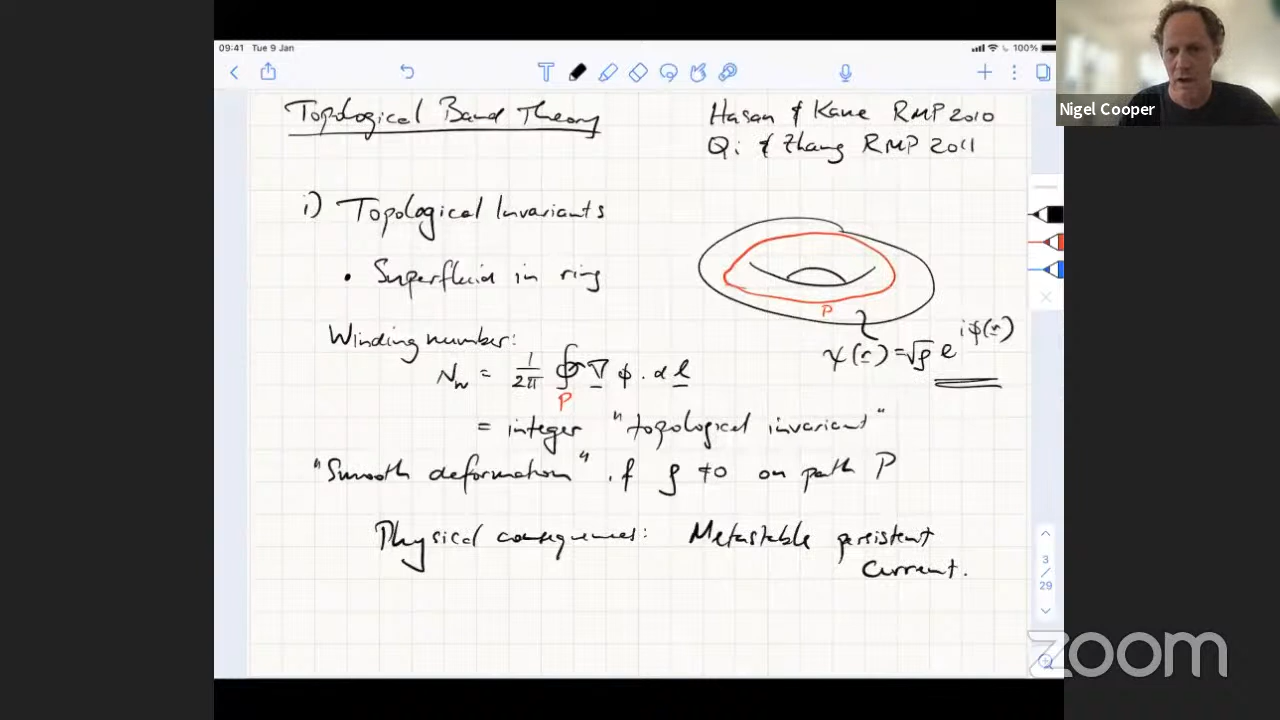 09:41 Tue 9 Jan
100%
Nigel Cooper
Topological Band Theory
Hasan & Kane RMP 2010
Qi & Zhang RMP 2011
i) Topological Invariants
• Superfluid in ring
P
ψ(r) = √ρ e^{iϕ(r)}
Winding number:
N_w = 1/2π ∮_P ∇ϕ . dl
= integer "topological invariant"
"Smooth deformation" if ρ ≠ 0 on path P
Physical consequences: Metastable persistent
current.
3
/
29
zoom